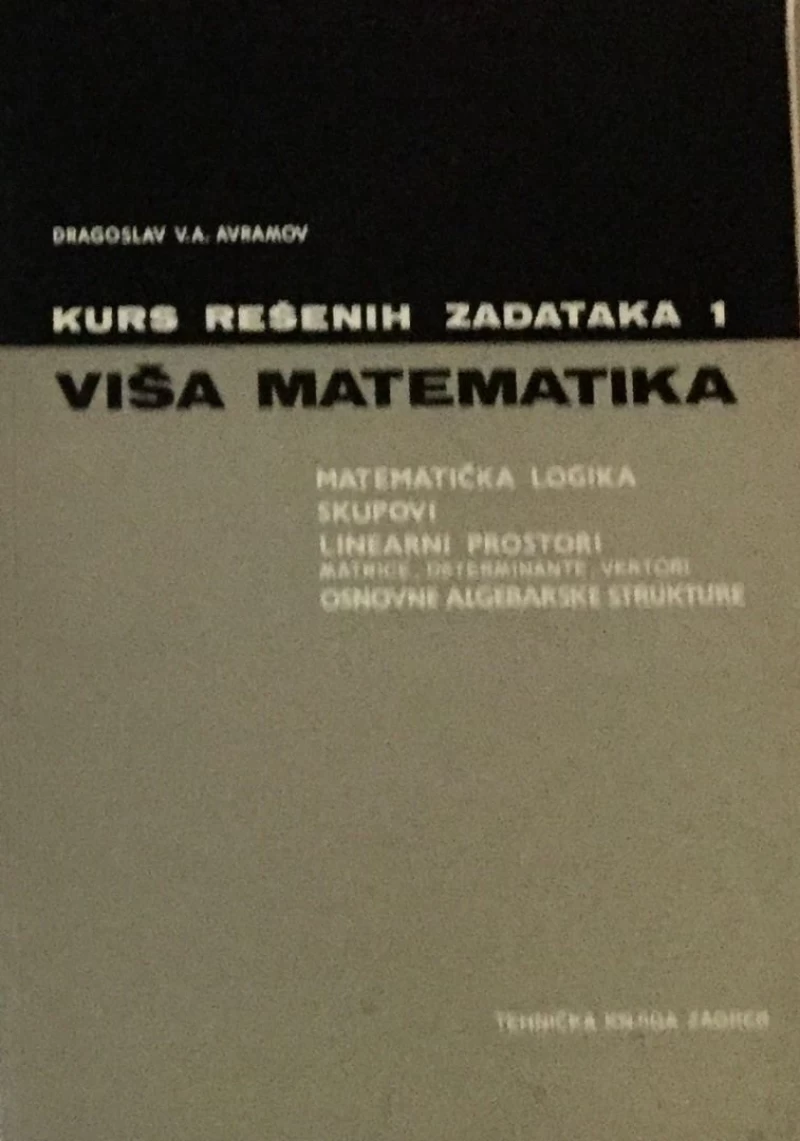 DRAGOSLAV V.A. AVRAMOV
KURS REŠENIH ZADATAKA 1
VIŠA MATEMATIKA
MATEMATIČKA LOGIKA
SKUPOVI
LINEARNI PROSTORI
MATRICE, DETERMINANTE, VEKTORI
OSNOVNE ALGEBARSKE STRUKTURE
TEHNIČKA KNJIGA ZAGREB